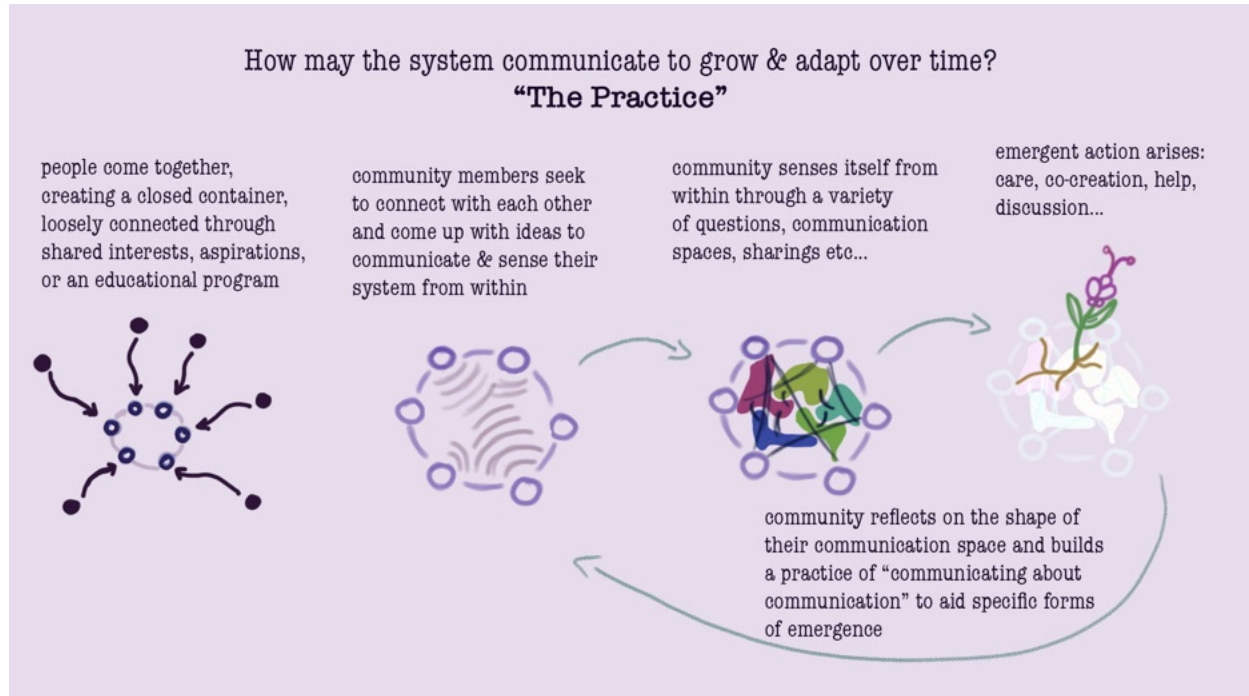 How may the system communicate to grow & adapt over time?
“The Practice”
people come together,
creating a closed container,
loosely connected through
shared interests, aspirations,
or an educational program
community members seek
to connect with each other
and come up with ideas to
communicate & sense their
system from within
community senses itself from
within through a variety
of questions, communication
spaces, sharings etc...
emergent action arises:
care, co-creation, help,
discussion...
community reflects on the shape of
their communication space and builds
a practice of “communicating about
communication” to aid specific forms
of emergence